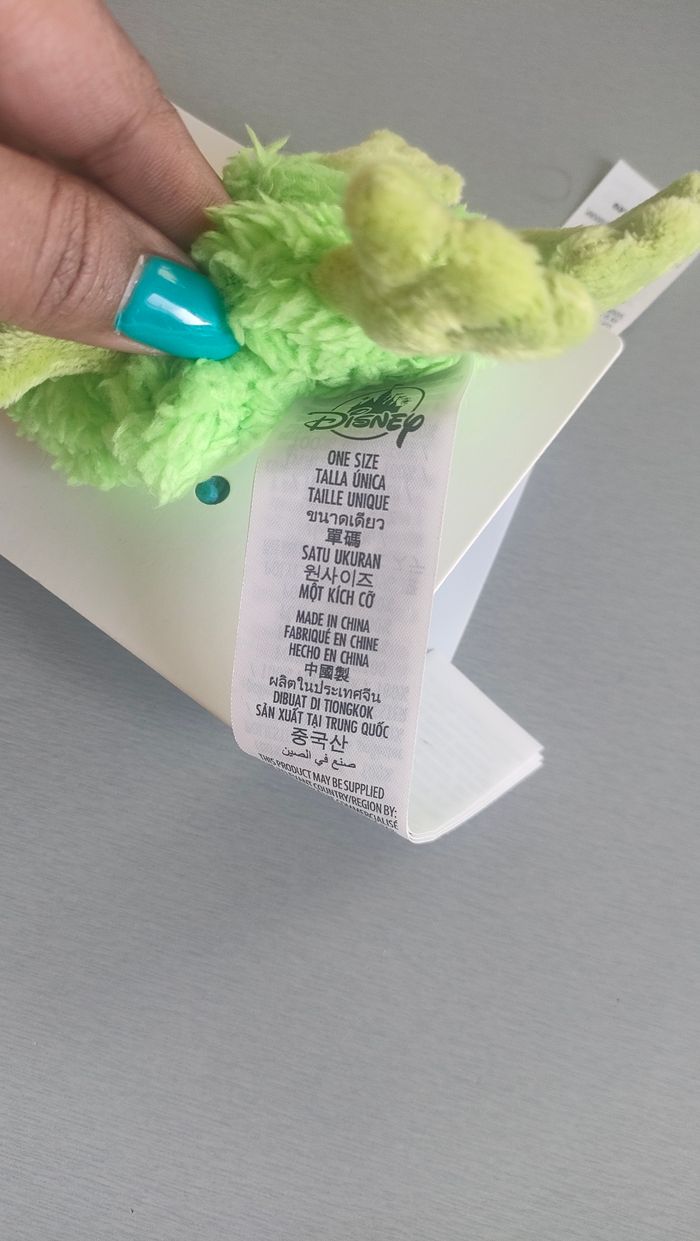 Disney
ONE SIZE
TALLA ÚNICA
TAILLE UNIQUE
ขนาดเดียว
單碼
SATU UKURAN
원사이즈
MỘT KÍCH CỠ
MADE IN CHINA
FABRIQUÉ EN CHINE
HECHO EN CHINA
中國製
ผลิตในประเทศจีน
DIBUAT DI TIONGKOK
SẢN XUẤT TẠI TRUNG QUỐC
중국산
صنع في الصين
THIS PRODUCT MAY BE SUPPLIED
COUNTRY/REGION BY: